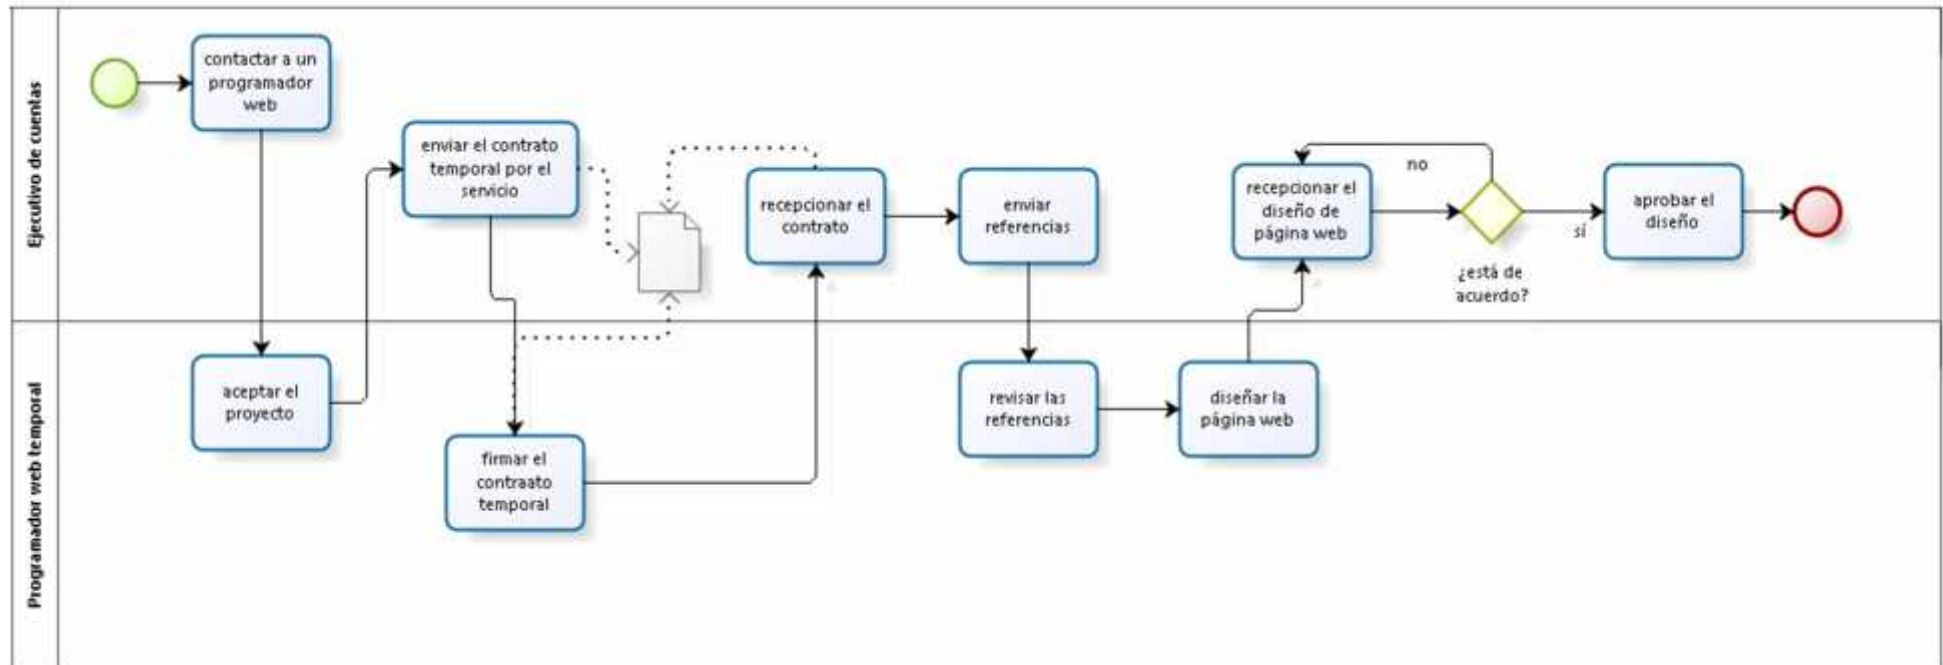 Ejecutivo de cuentas
contactar a un
programador
web
enviar el contrato
temporal por el
servicio
recepcionar el
contrato
enviar
referencias
recepcionar el
diseño de
página web
no
¿está de
acuerdo?
sí
aprobar el
diseño
Programador web temporal
aceptar el
proyecto
firmar el
contraato
temporal
revisar las
referencias
diseñar la
página web